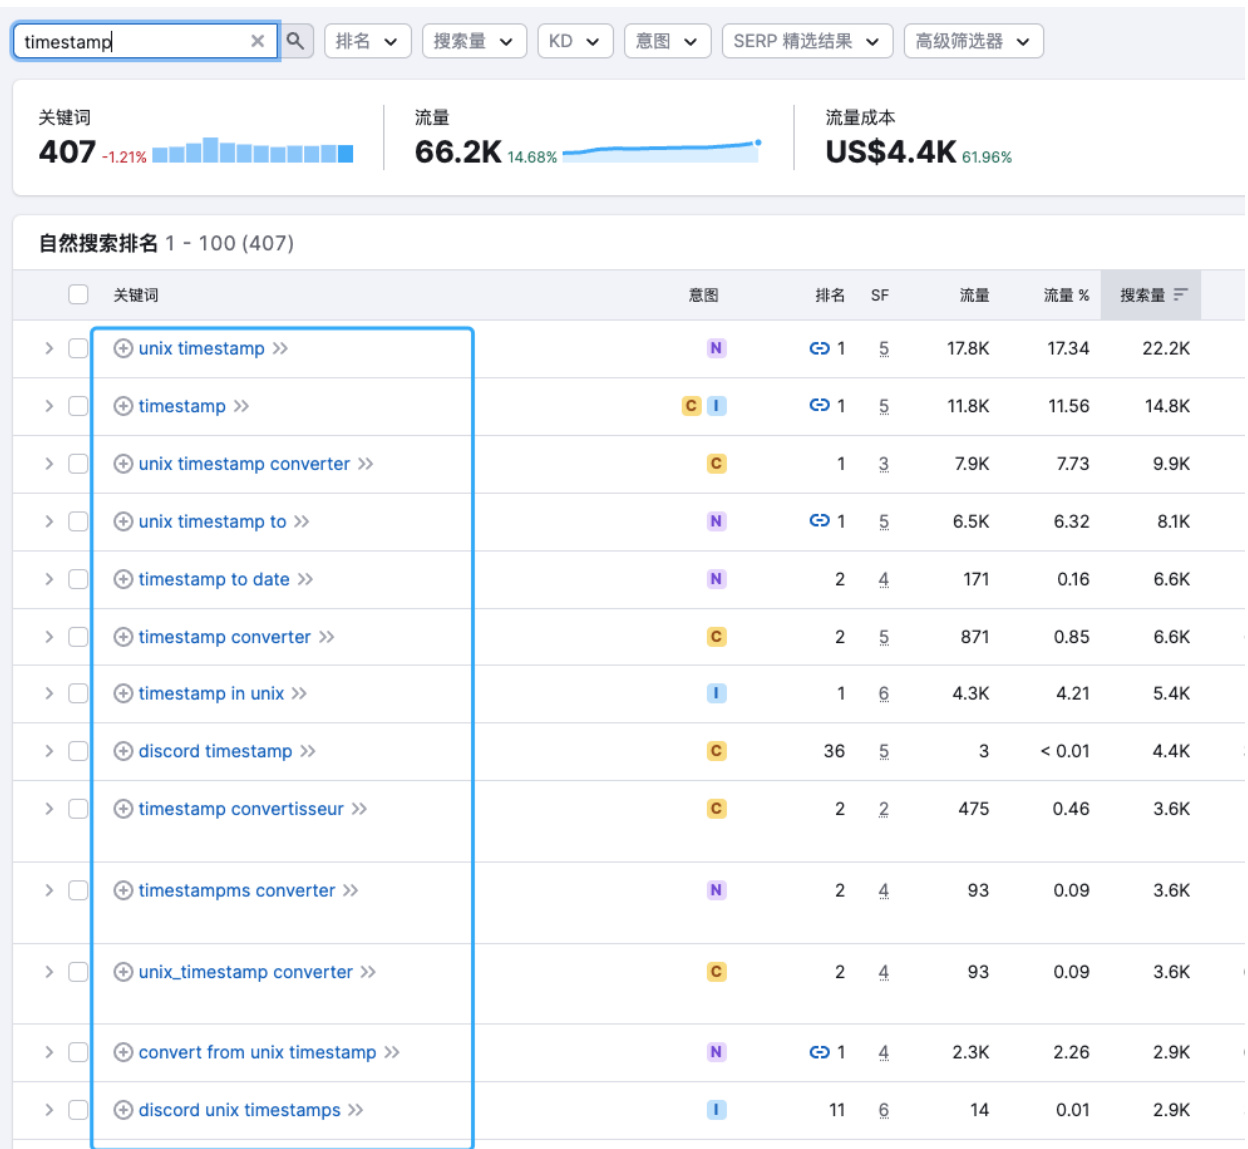 timestamp
排名
搜索量
KD
意图
SERP 精选结果
高级筛选器
关键词
407 -1.21%
流量
66.2K 14.68%
流量成本
US$4.4K 61.96%
自然搜索排名 1 - 100 (407)
关键词 意图 排名 SF 流量 流量 % 搜索量
unix timestamp N 1 5 17.8K 17.34 22.2K
timestamp C I 1 5 11.8K 11.56 14.8K
unix timestamp converter C 1 3 7.9K 7.73 9.9K
unix timestamp to N 1 5 6.5K 6.32 8.1K
timestamp to date N 2 4 171 0.16 6.6K
timestamp converter C 2 5 871 0.85 6.6K
timestamp in unix I 1 6 4.3K 4.21 5.4K
discord timestamp C 36 5 3 < 0.01 4.4K
timestamp convertisseur C 2 2 475 0.46 3.6K
timestampms converter N 2 4 93 0.09 3.6K
unix_timestamp converter C 2 4 93 0.09 3.6K
convert from unix timestamp N 1 4 2.3K 2.26 2.9K
discord unix timestamps I 11 6 14 0.01 2.9K